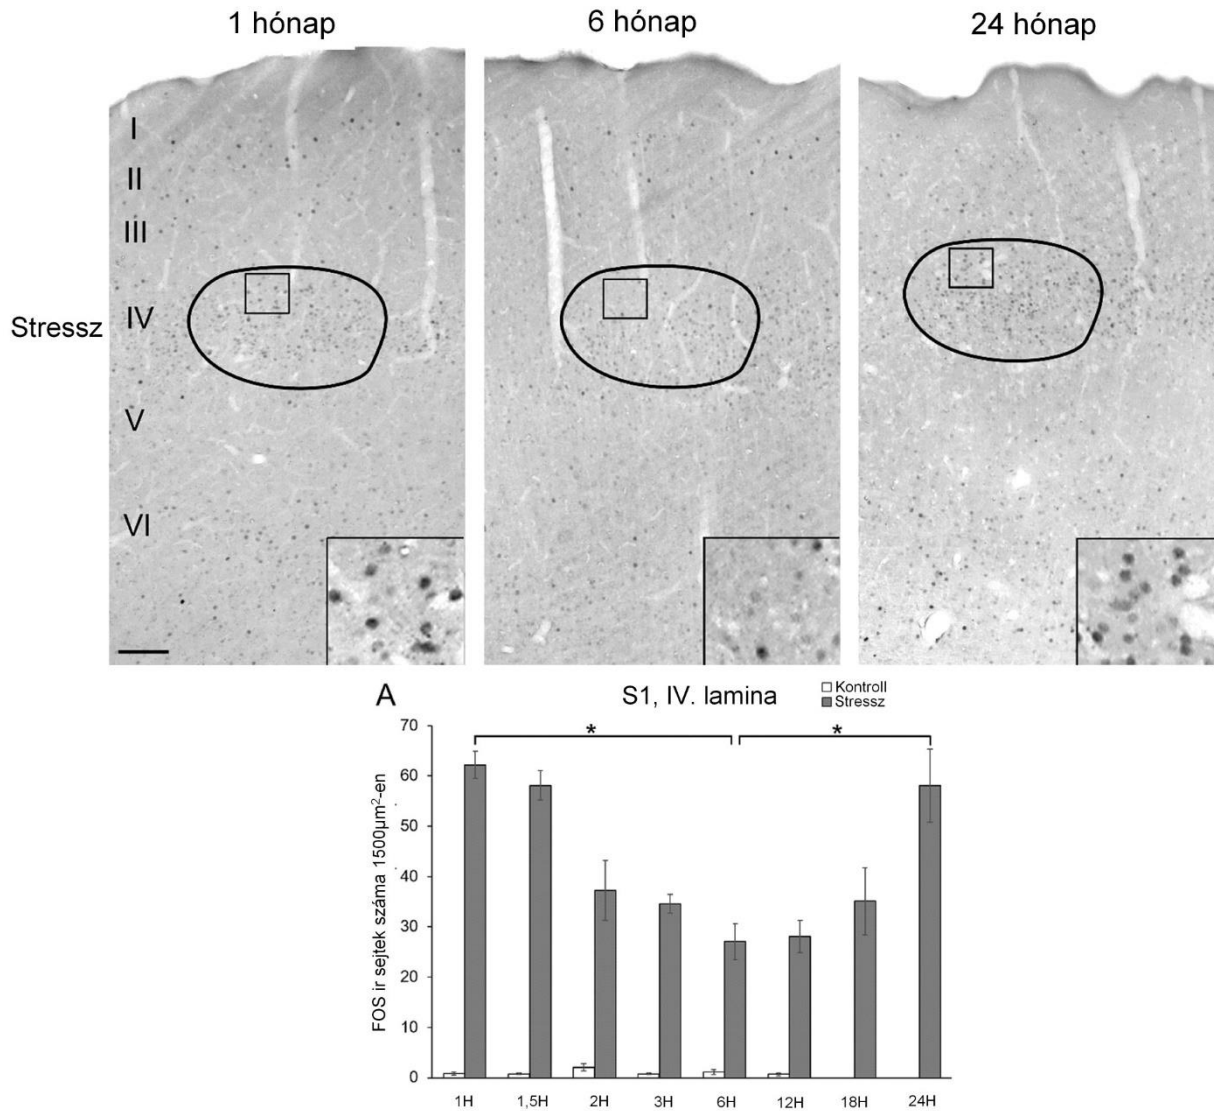 1 hónap
6 hónap
24 hónap
I
II
III
IV
Stressz
V
VI
A
S1, IV. lamina
Kontroll
Stressz
*
*
FOS ir sejtek száma 1500µm²-en
70
60
50
40
30
20
10
0
1H 1,5H 2H 3H 6H 12H 18H 24H